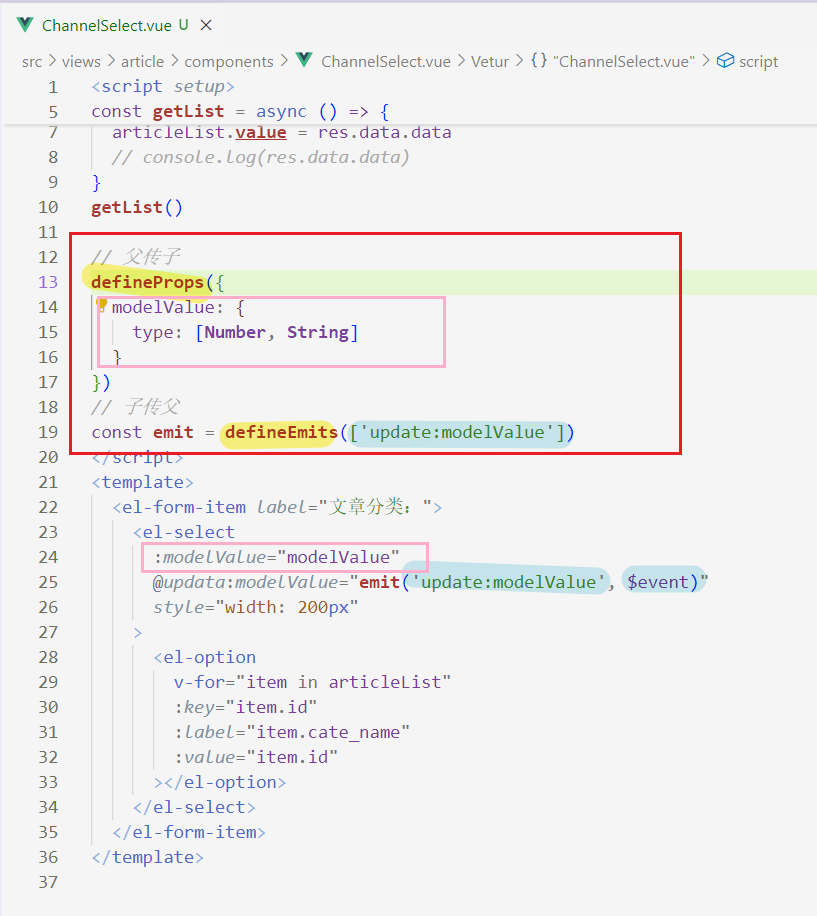 ChannelSelect.vue U ×
src > views > article > components > ChannelSelect.vue > Vetur > {} "ChannelSelect.vue" > script
1 <script setup>
5 const getList = async () => {
7 articleList.value = res.data.data
8 // console.log(res.data.data)
9 }
10 getList()
11
12 // 父传子
13 defineProps({
14 modelValue: {
15 type: [Number, String]
16 }
17 })
18 // 子传父
19 const emit = defineEmits(['update:modelValue'])
20 </script>
21 <template>
22 <el-form-item label="文章分类：">
23 <el-select
24 :modelValue="modelValue"
25 @updata:modelValue="emit('update:modelValue', $event)"
26 style="width: 200px"
27 >
28 <el-option
29 v-for="item in articleList"
30 :key="item.id"
31 :label="item.cate_name"
32 :value="item.id"
33 ></el-option>
34 </el-select>
35 </el-form-item>
36 </template>
37